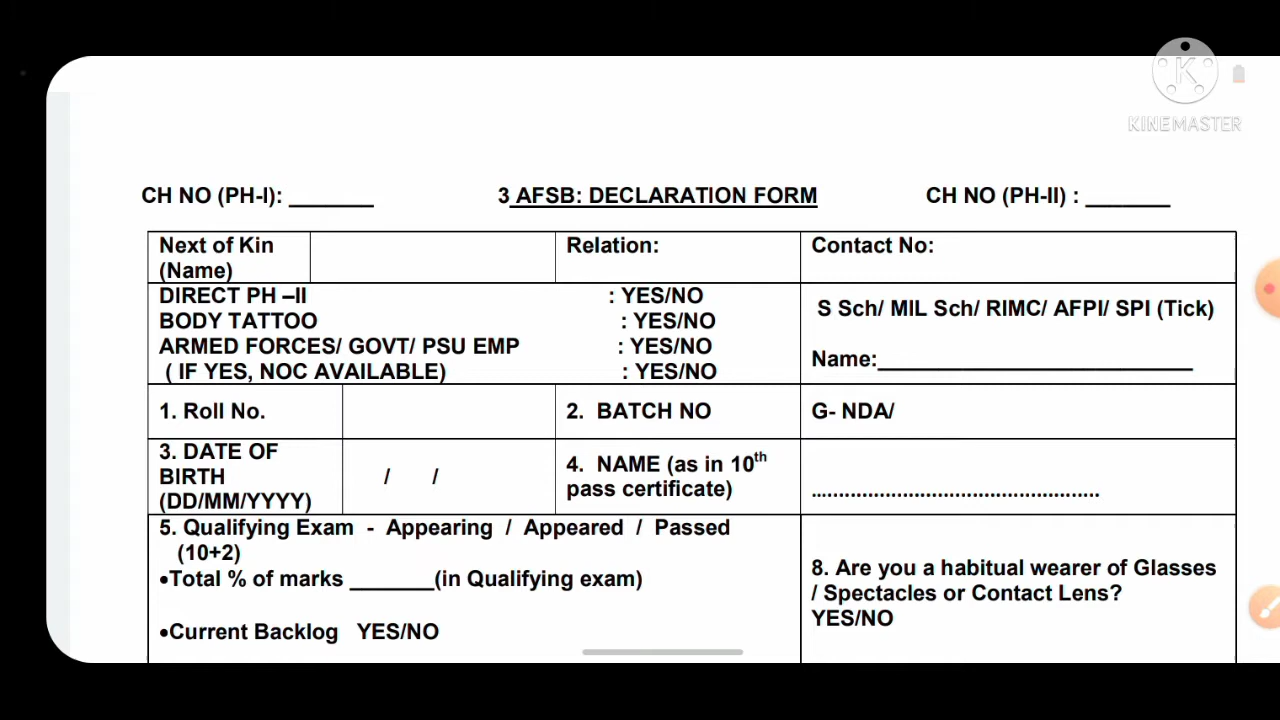 KINEMASTER
CH NO (PH-I): _______ 3 AFSB: DECLARATION FORM CH NO (PH-II) : _______
Next of Kin (Name) Relation: Contact No:
DIRECT PH –II : YES/NO
BODY TATTOO : YES/NO
ARMED FORCES/ GOVT/ PSU EMP : YES/NO
( IF YES, NOC AVAILABLE) : YES/NO
S Sch/ MIL Sch/ RIMC/ AFPI/ SPI (Tick)
Name:__________________________
1. Roll No. 2. BATCH NO G- NDA/
3. DATE OF
BIRTH / /
(DD/MM/YYYY)
4. NAME (as in 10th
pass certificate)
................................................
5. Qualifying Exam - Appearing / Appeared / Passed
(10+2)
•Total % of marks _______(in Qualifying exam)
•Current Backlog YES/NO
8. Are you a habitual wearer of Glasses
/ Spectacles or Contact Lens?
YES/NO